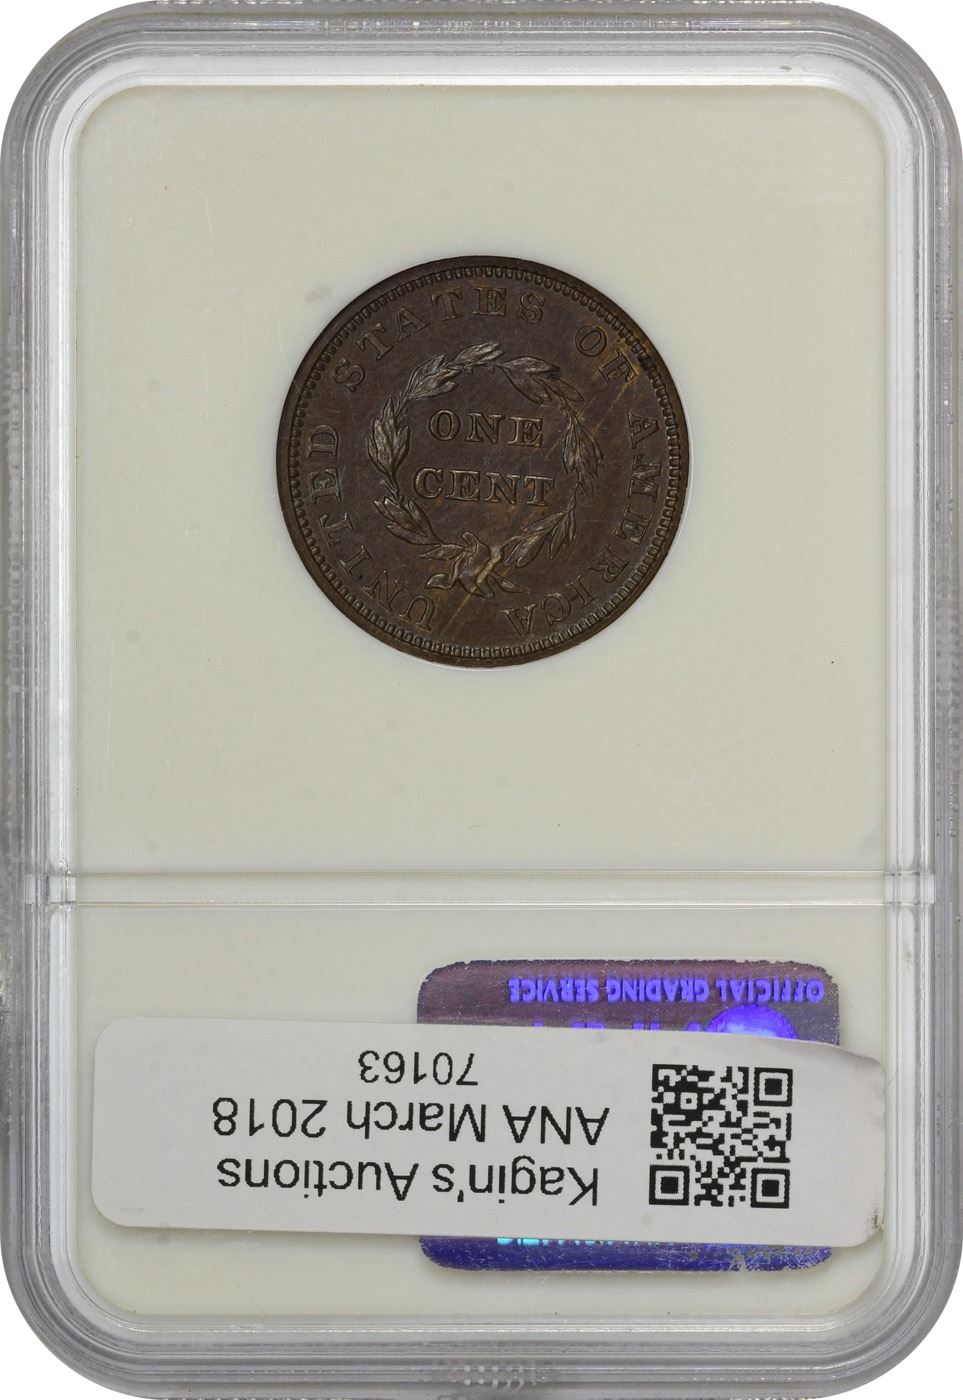 UNITED STATES OF AMERICA
ONE
CENT
OFFICIAL GRADING SERVICE
Kagin's Auctions
ANA March 2018
70163